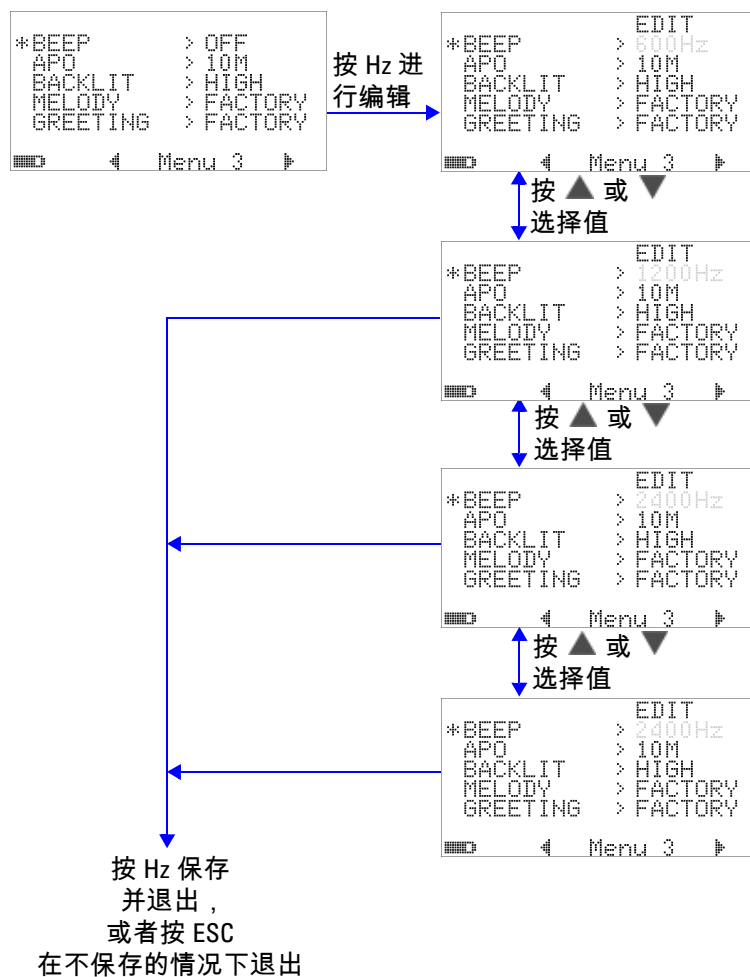 *BEEP > OFF
APO > 10M
BACKLIT > HIGH
MELODY > FACTORY
GREETING > FACTORY
Menu 3
按 Hz 进
行编辑
EDIT
*BEEP > 600Hz
APO > 10M
BACKLIT > HIGH
MELODY > FACTORY
GREETING > FACTORY
Menu 3
按 ▲ 或 ▼
选择值
EDIT
*BEEP > 1200Hz
APO > 10M
BACKLIT > HIGH
MELODY > FACTORY
GREETING > FACTORY
Menu 3
按 ▲ 或 ▼
选择值
EDIT
*BEEP > 2400Hz
APO > 10M
BACKLIT > HIGH
MELODY > FACTORY
GREETING > FACTORY
Menu 3
按 ▲ 或 ▼
选择值
EDIT
*BEEP > 2400Hz
APO > 10M
BACKLIT > HIGH
MELODY > FACTORY
GREETING > FACTORY
Menu 3
按 Hz 保存
并退出 ,
或者按 ESC
在不保存的情况下退出